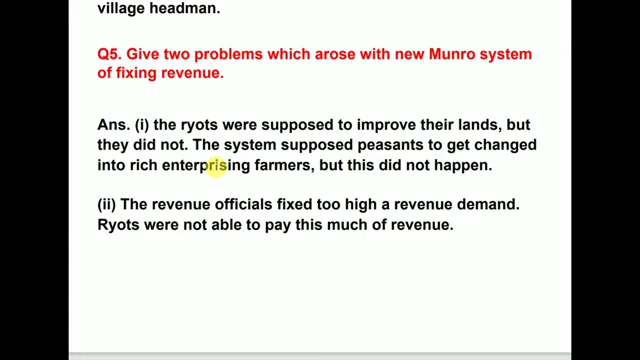 village headman.
Q5. Give two problems which arose with new Munro system
of fixing revenue.
Ans. (i) the ryots were supposed to improve their lands, but
they did not. The system supposed peasants to get changed
into rich enterprising farmers, but this did not happen.
(ii) The revenue officials fixed too high a revenue demand.
Ryots were not able to pay this much of revenue.